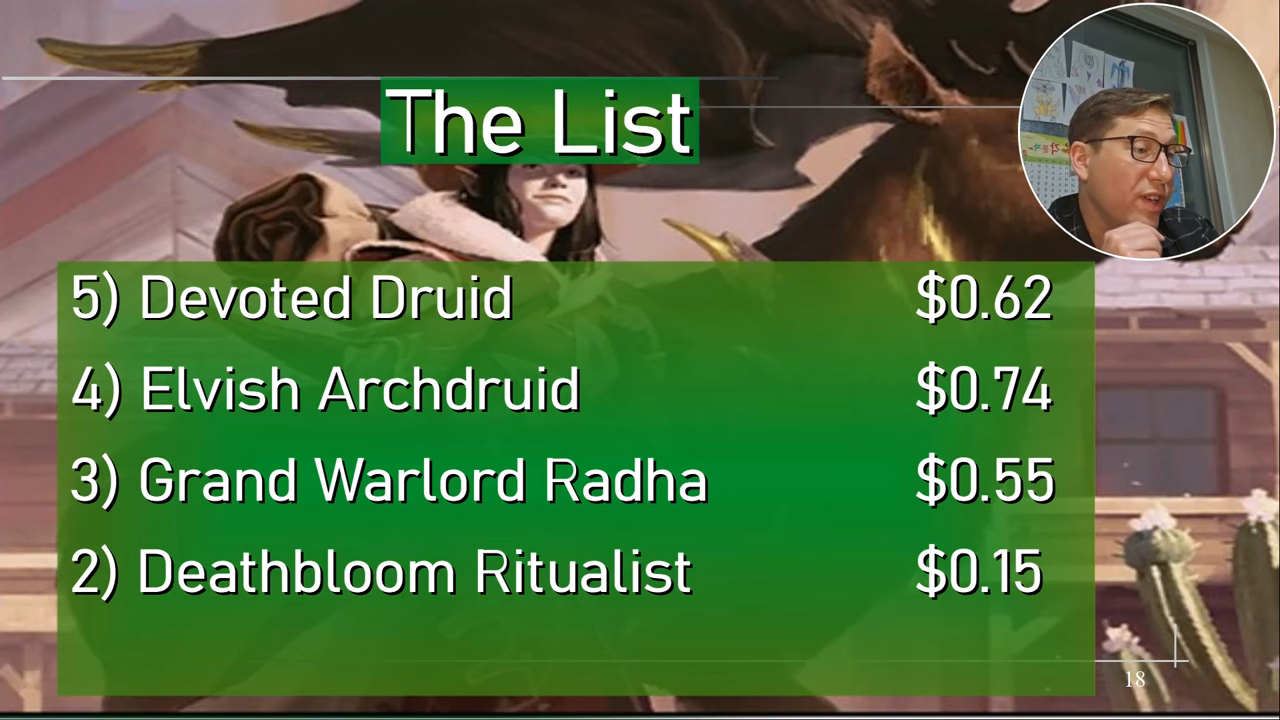 The List
5) Devoted Druid $0.62
4) Elvish Archdruid $0.74
3) Grand Warlord Radha $0.55
2) Deathbloom Ritualist $0.15
18